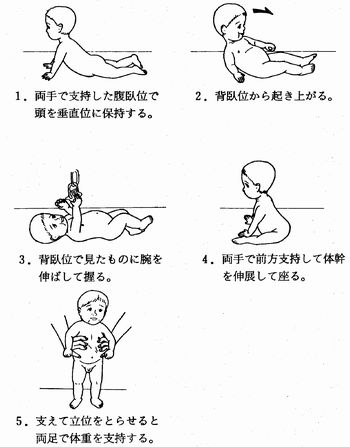 1．両手で支持した腹臥位で
頭を垂直位に保持する。
2．背臥位から起き上がる。
3．背臥位で見たものに腕を
伸ばして握る。
4．両手で前方支持して体幹
を伸展して座る。
5．支えて立位をとらせると
両足で体重を支持する。